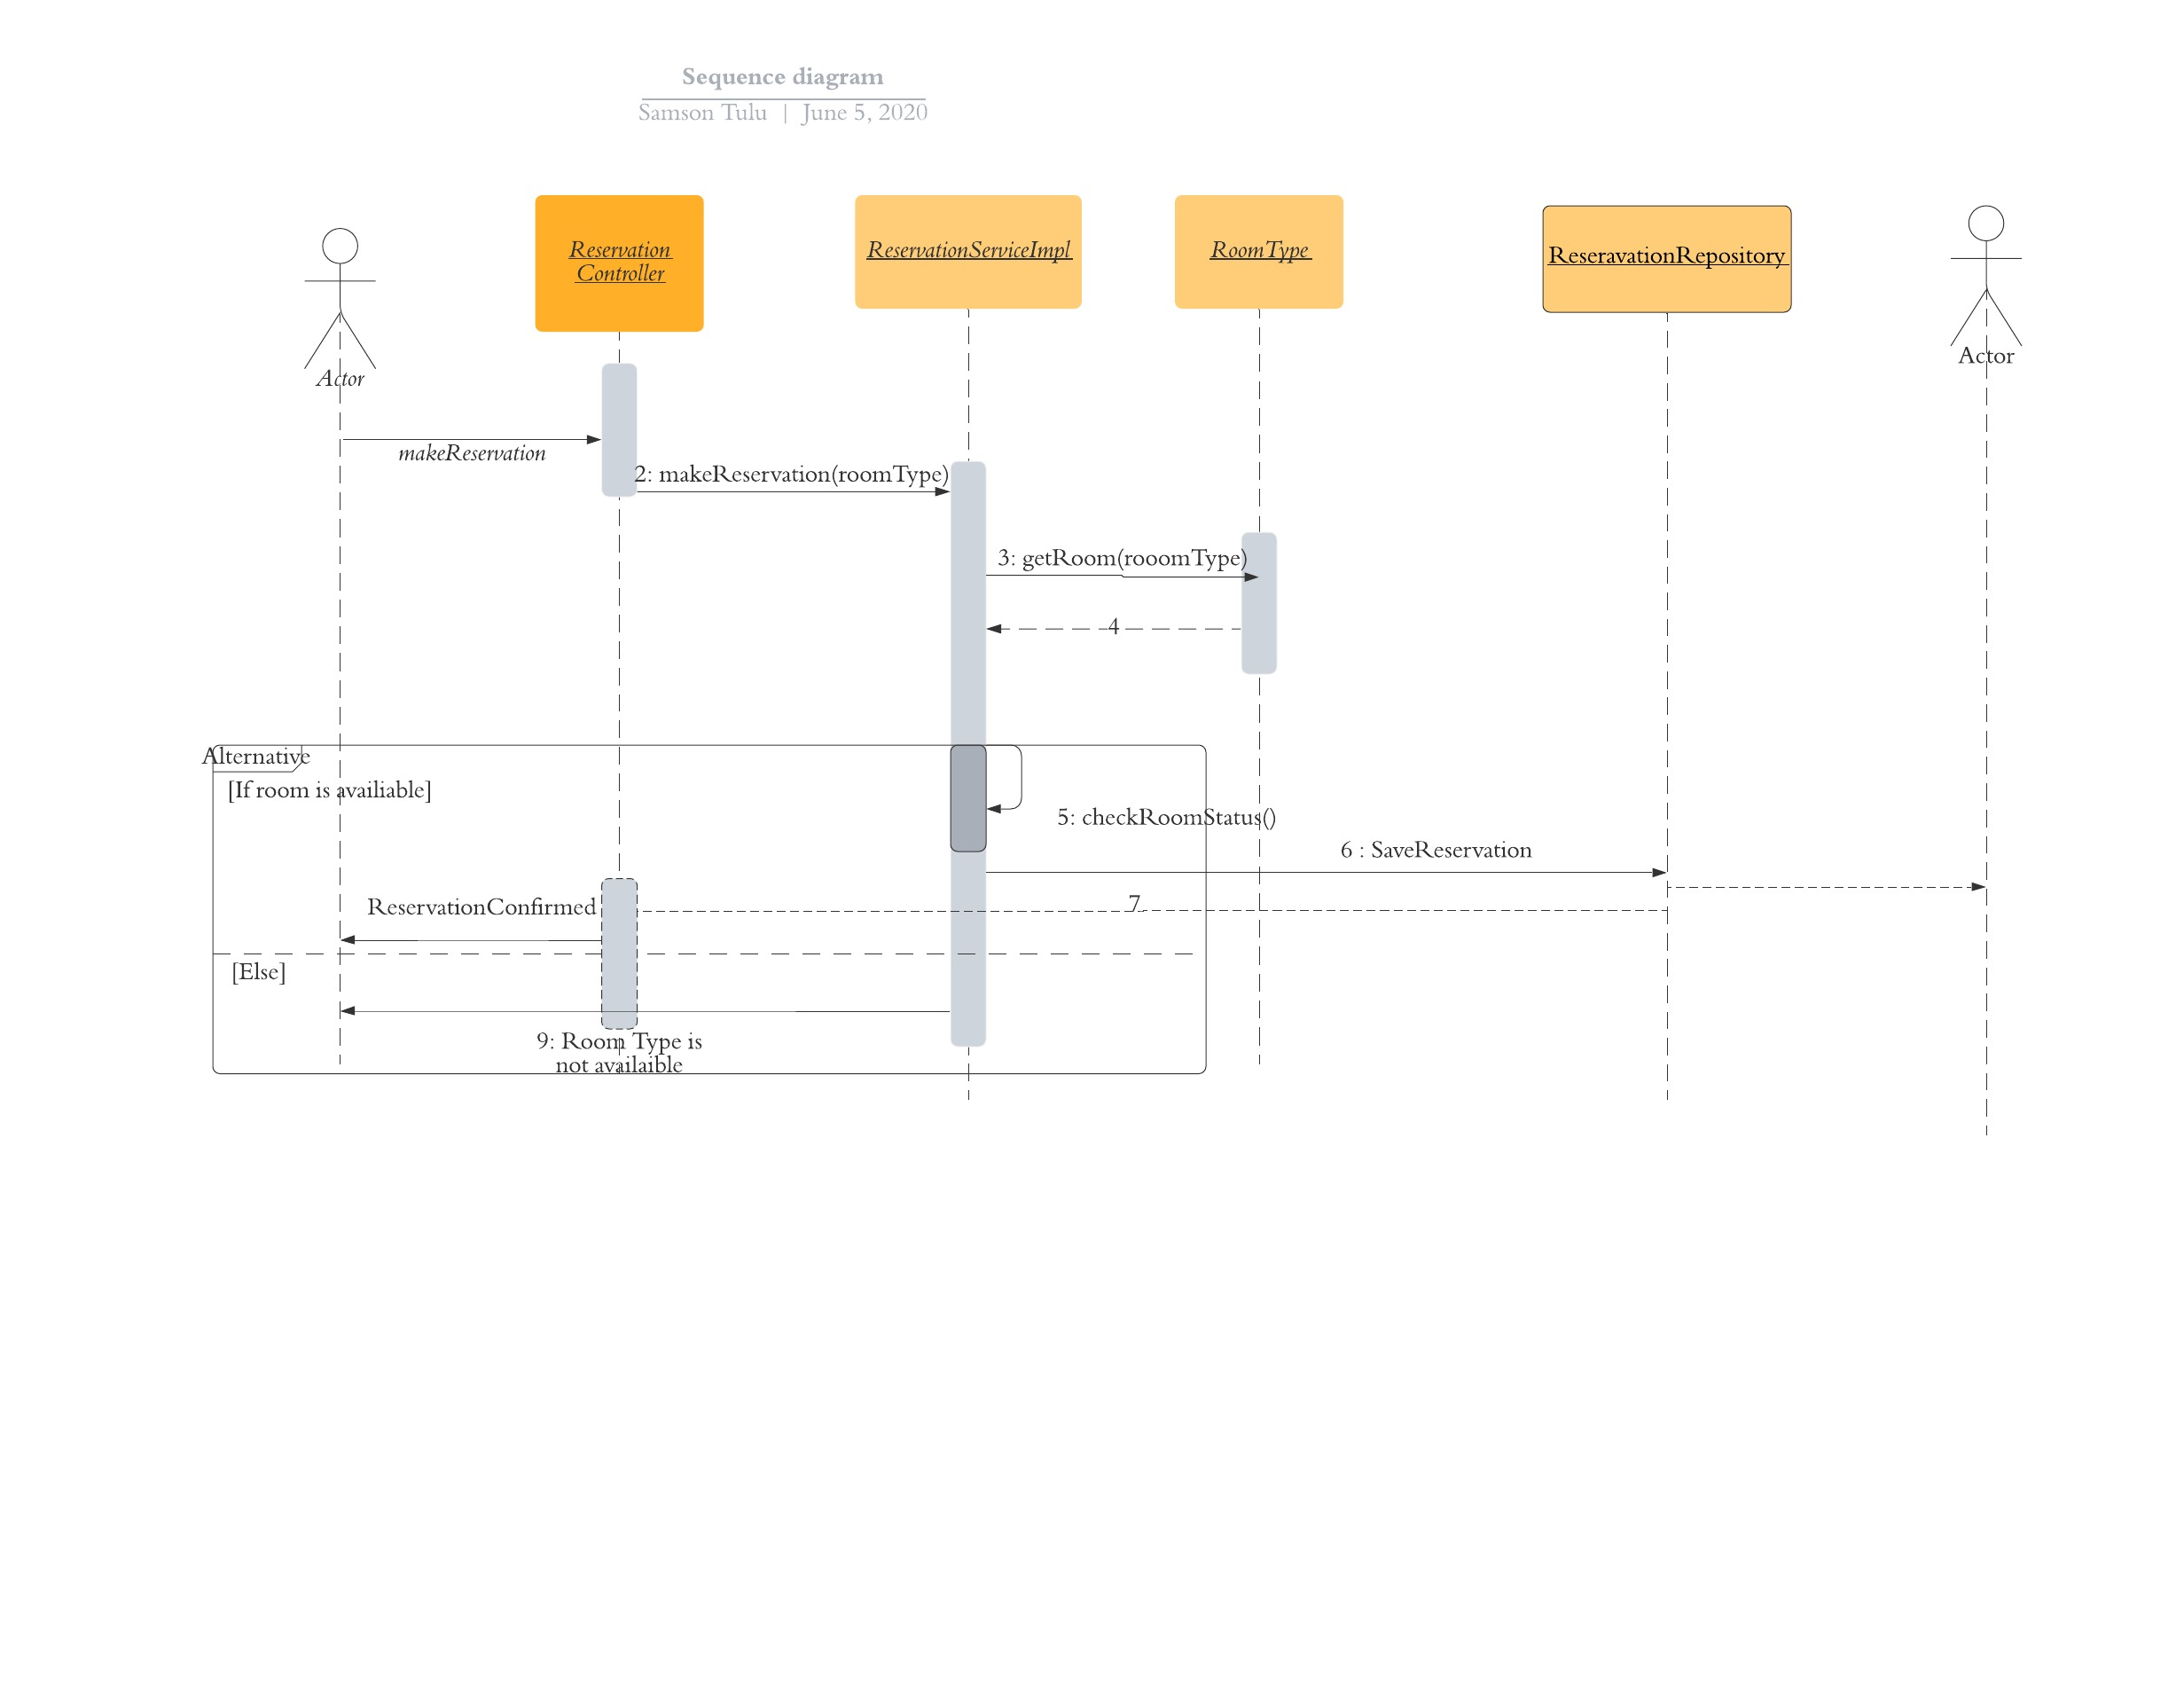 Sequence diagram
Samson Tulu | June 5, 2020
Reservation
Controller
ReservationServiceImpl
RoomType
ReseravationRepository
Actor
Actor
makeReservation
2: makeReservation(roomType)
3: getRoom(rooomType)
4
Alternative
[If room is availiable]
5: checkRoomStatus()
6 : SaveReservation
7
ReservationConfirmed
[Else]
9: Room Type is
not availaible